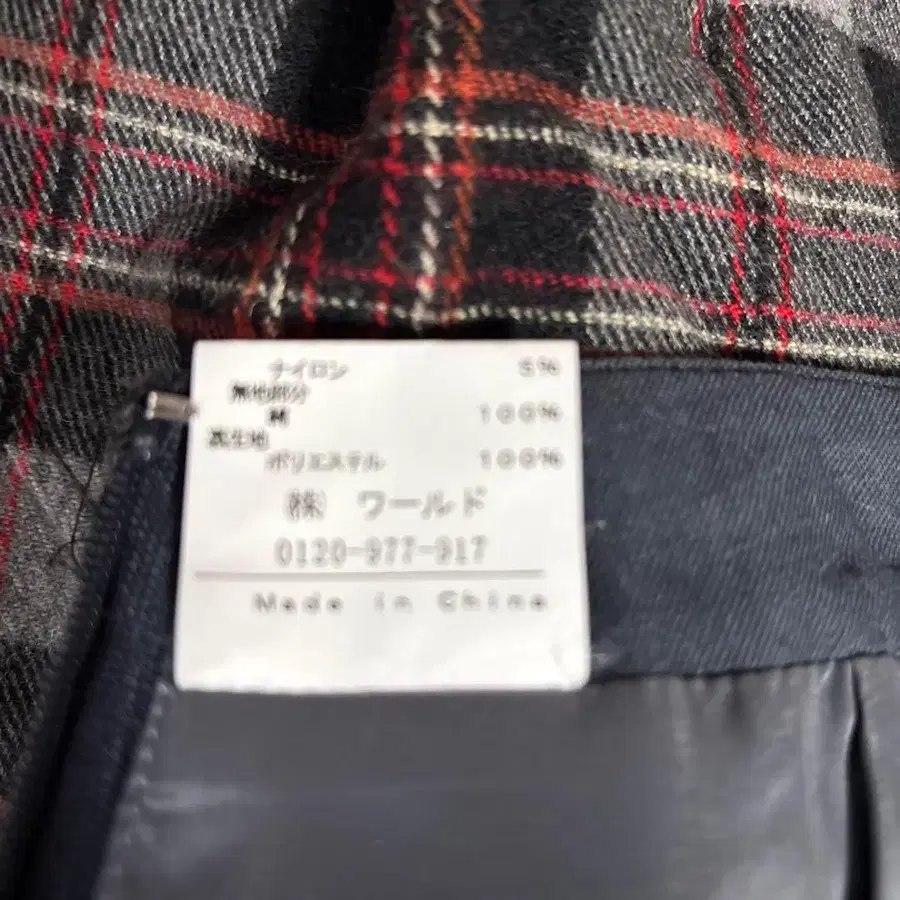 ナイロン 5%
無地部分
綿 100%
裏生地
ポリエステル 100%
㈱ ワールド
0120-977-917
Made in China